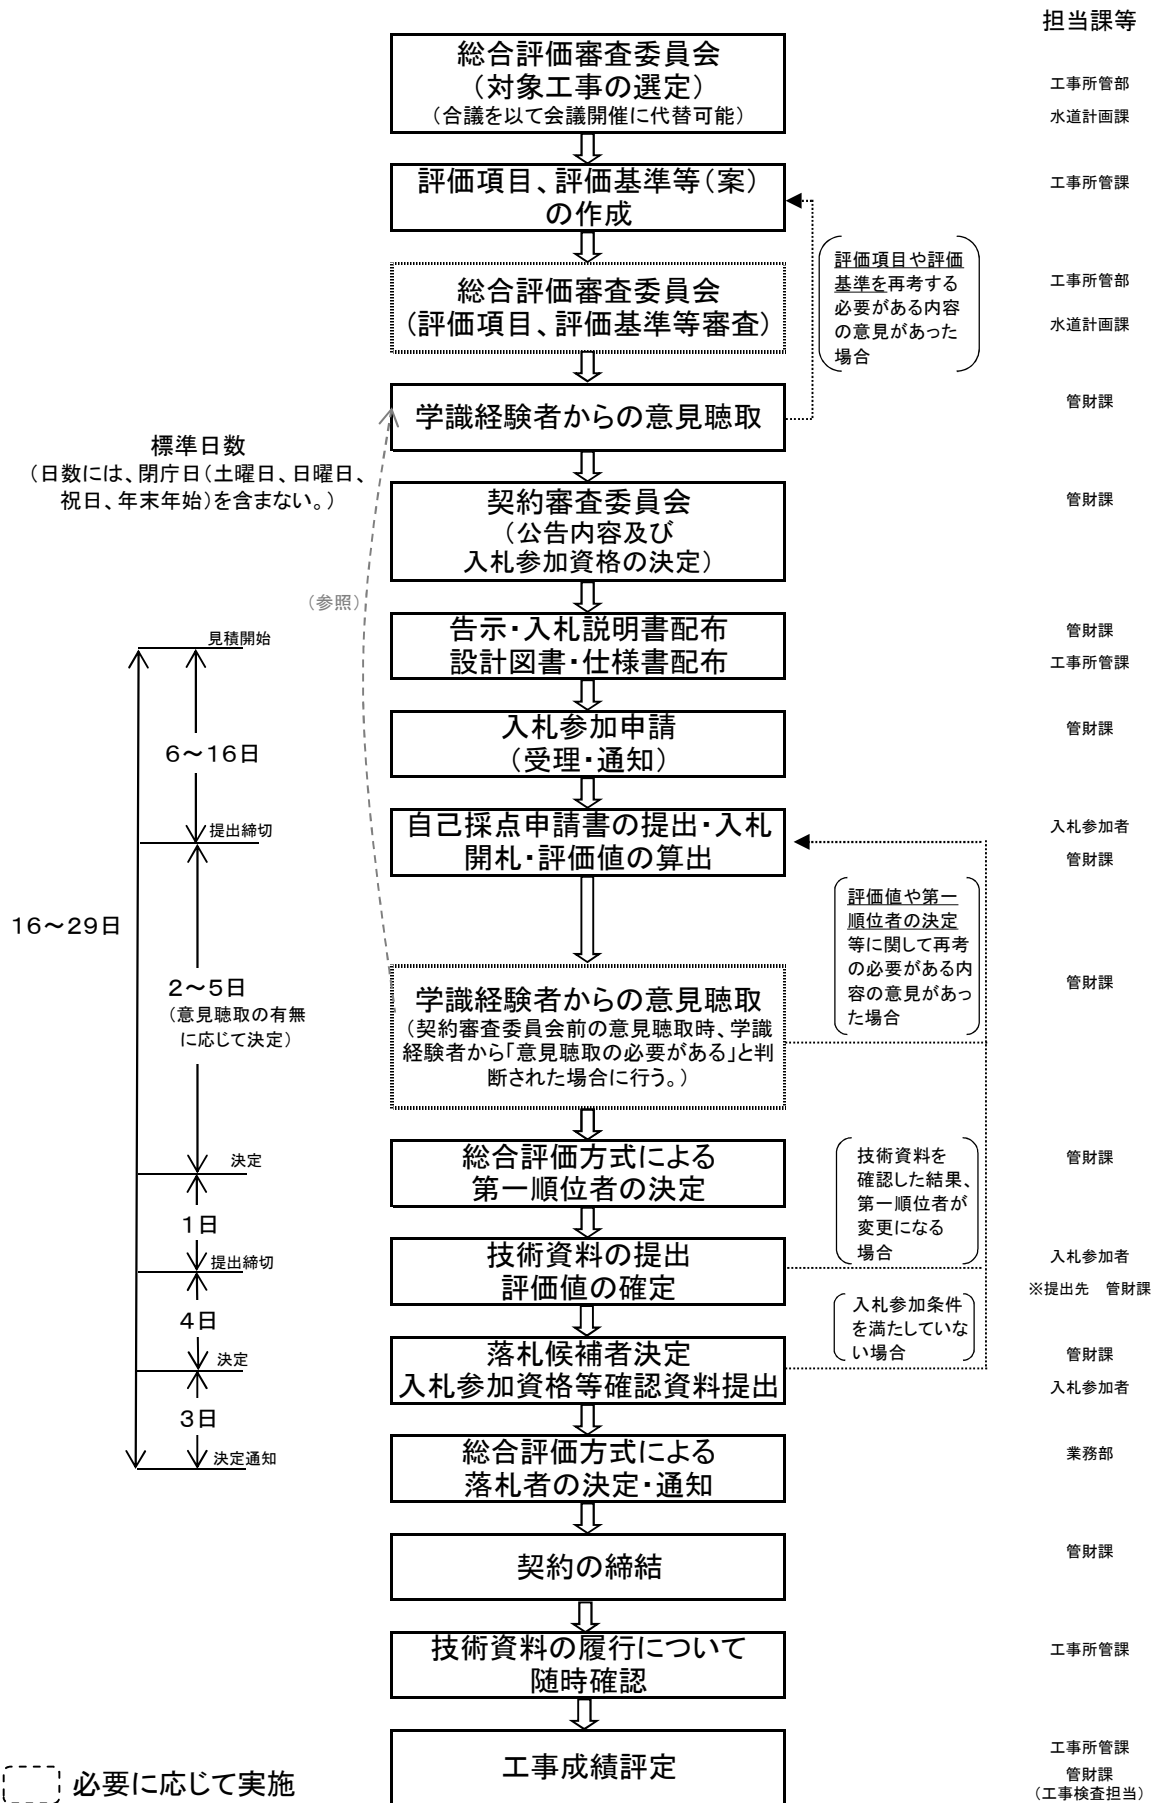 担当課等
総合評価審査委員会
（対象工事の選定）
（合議を以て会議開催に代替可能）
工事所管部
水道計画課
評価項目、評価基準等（案）
の作成
工事所管課
総合評価審査委員会
（評価項目、評価基準等審査）
評価項目や評価
基準を再考する
必要がある内容
の意見があった
場合
工事所管部
水道計画課
学識経験者からの意見聴取
管財課
標準日数
（日数には、閉庁日（土曜日、日曜日、
祝日、年末年始）を含まない。）
契約審査委員会
（公告内容及び
入札参加資格の決定）
管財課
（参照）
告示・入札説明書配布
設計図書・仕様書配布
管財課
工事所管課
見積開始
入札参加申請
（受理・通知）
管財課
6～16日
自己採点申請書の提出・入札
開札・評価値の算出
入札参加者
管財課
提出締切
16～29日
評価値や第一
順位者の決定
等に関して再考
の必要がある内
容の意見があっ
た場合
2～5日
（意見聴取の有無
に応じて決定）
学識経験者からの意見聴取
（契約審査委員会前の意見聴取時、学識
経験者から「意見聴取の必要がある」と判
断された場合に行う。）
管財課
決定
総合評価方式による
第一順位者の決定
管財課
技術資料を
確認した結果、
第一順位者が
変更になる
場合
1日
提出締切
技術資料の提出
評価値の確定
入札参加者
※提出先　管財課
4日
入札参加条件
を満たしていな
い場合
決定
落札候補者決定
入札参加資格等確認資料提出
管財課
入札参加者
3日
決定通知
総合評価方式による
落札者の決定・通知
業務部
契約の締結
管財課
技術資料の履行について
随時確認
工事所管課
工事成績評定
工事所管課
管財課
（工事検査担当）
必要に応じて実施